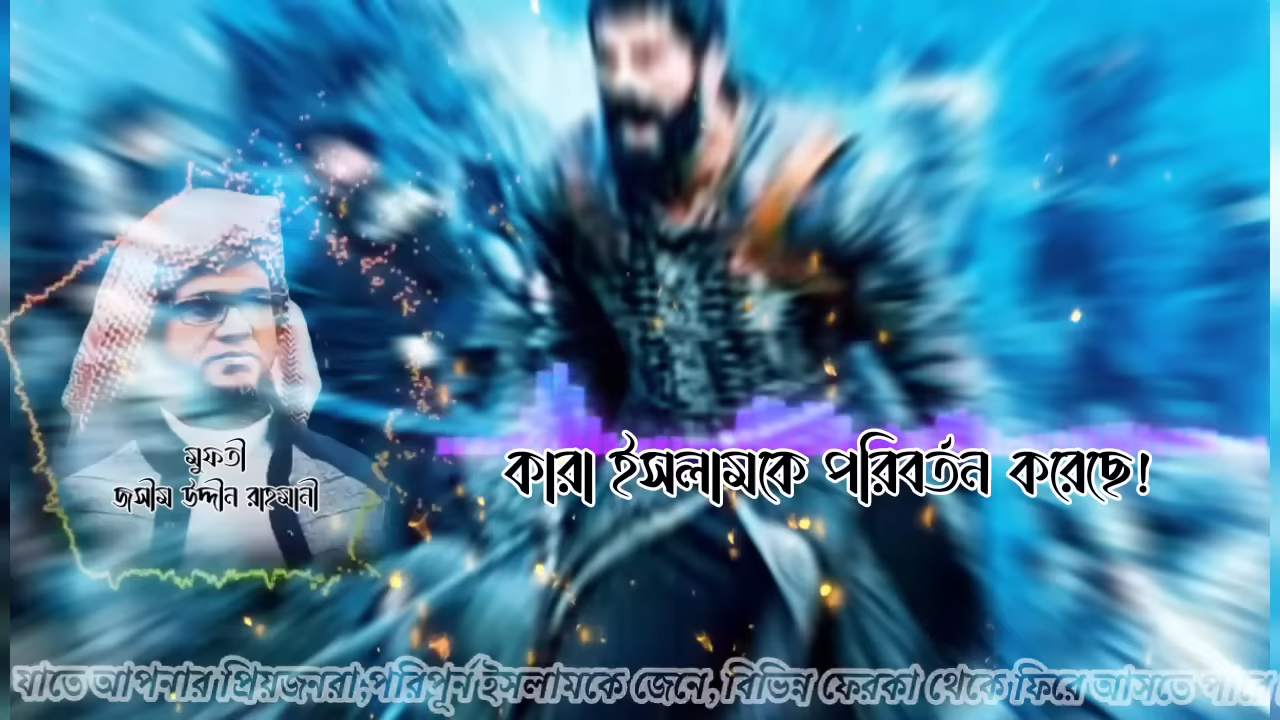 মুফতী
জসীম উদ্দীন রাহমানী
কারা ইসলামকে পরিবর্তন করেছে!
যাতে আপনার প্রিয়জনরা,পরিপূর্ন ইসলামকে জেনে, বিভিন্ন ফেরকা থেকে ফিরে আসতে পারে